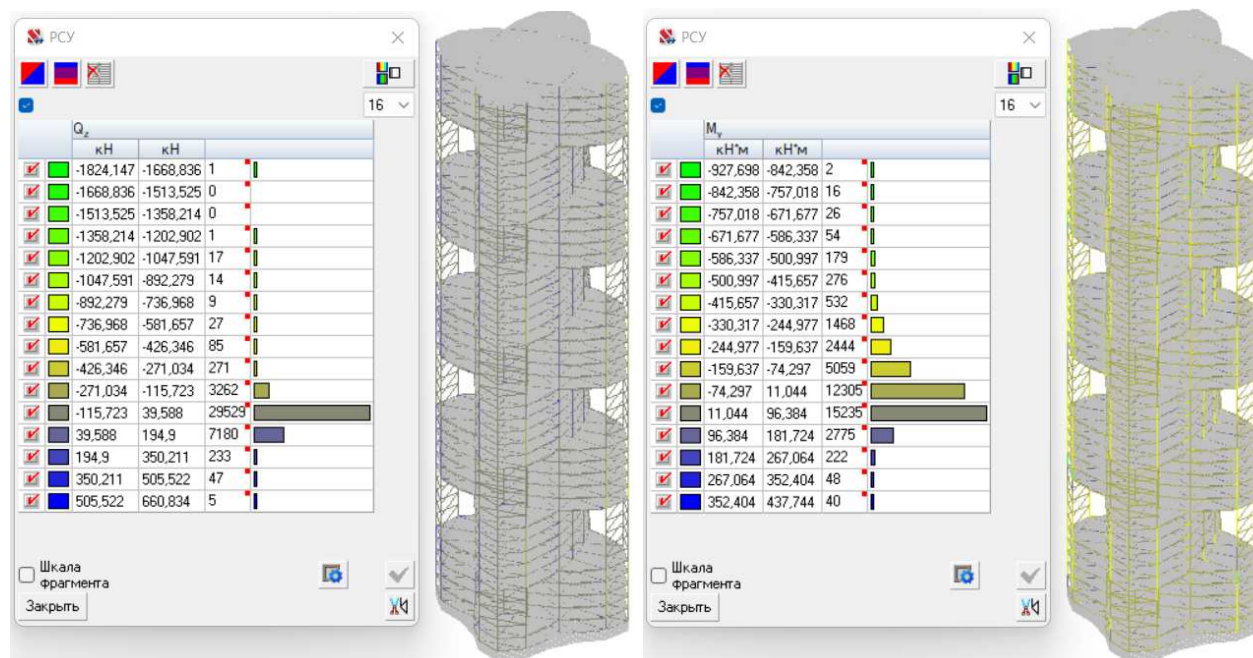 РСУ
16
Qz
кН кН
-1824,147 -1668,836 1
-1668,836 -1513,525 0
-1513,525 -1358,214 0
-1358,214 -1202,902 1
-1202,902 -1047,591 17
-1047,591 -892,279 14
-892,279 -736,968 9
-736,968 -581,657 27
-581,657 -426,346 85
-426,346 -271,034 271
-271,034 -115,723 3262
-115,723 39,588 29529
39,588 194,9 7180
194,9 350,211 233
350,211 505,522 47
505,522 660,834 5
Шкала
фрагмента
Закрыть
РСУ
16
My
кН*м кН*м
-927,698 -842,358 2
-842,358 -757,018 16
-757,018 -671,677 26
-671,677 -586,337 54
-586,337 -500,997 179
-500,997 -415,657 276
-415,657 -330,317 532
-330,317 -244,977 1468
-244,977 -159,637 2444
-159,637 -74,297 5059
-74,297 11,044 12305
11,044 96,384 15235
96,384 181,724 2775
181,724 267,064 222
267,064 352,404 48
352,404 437,744 40
Шкала
фрагмента
Закрыть